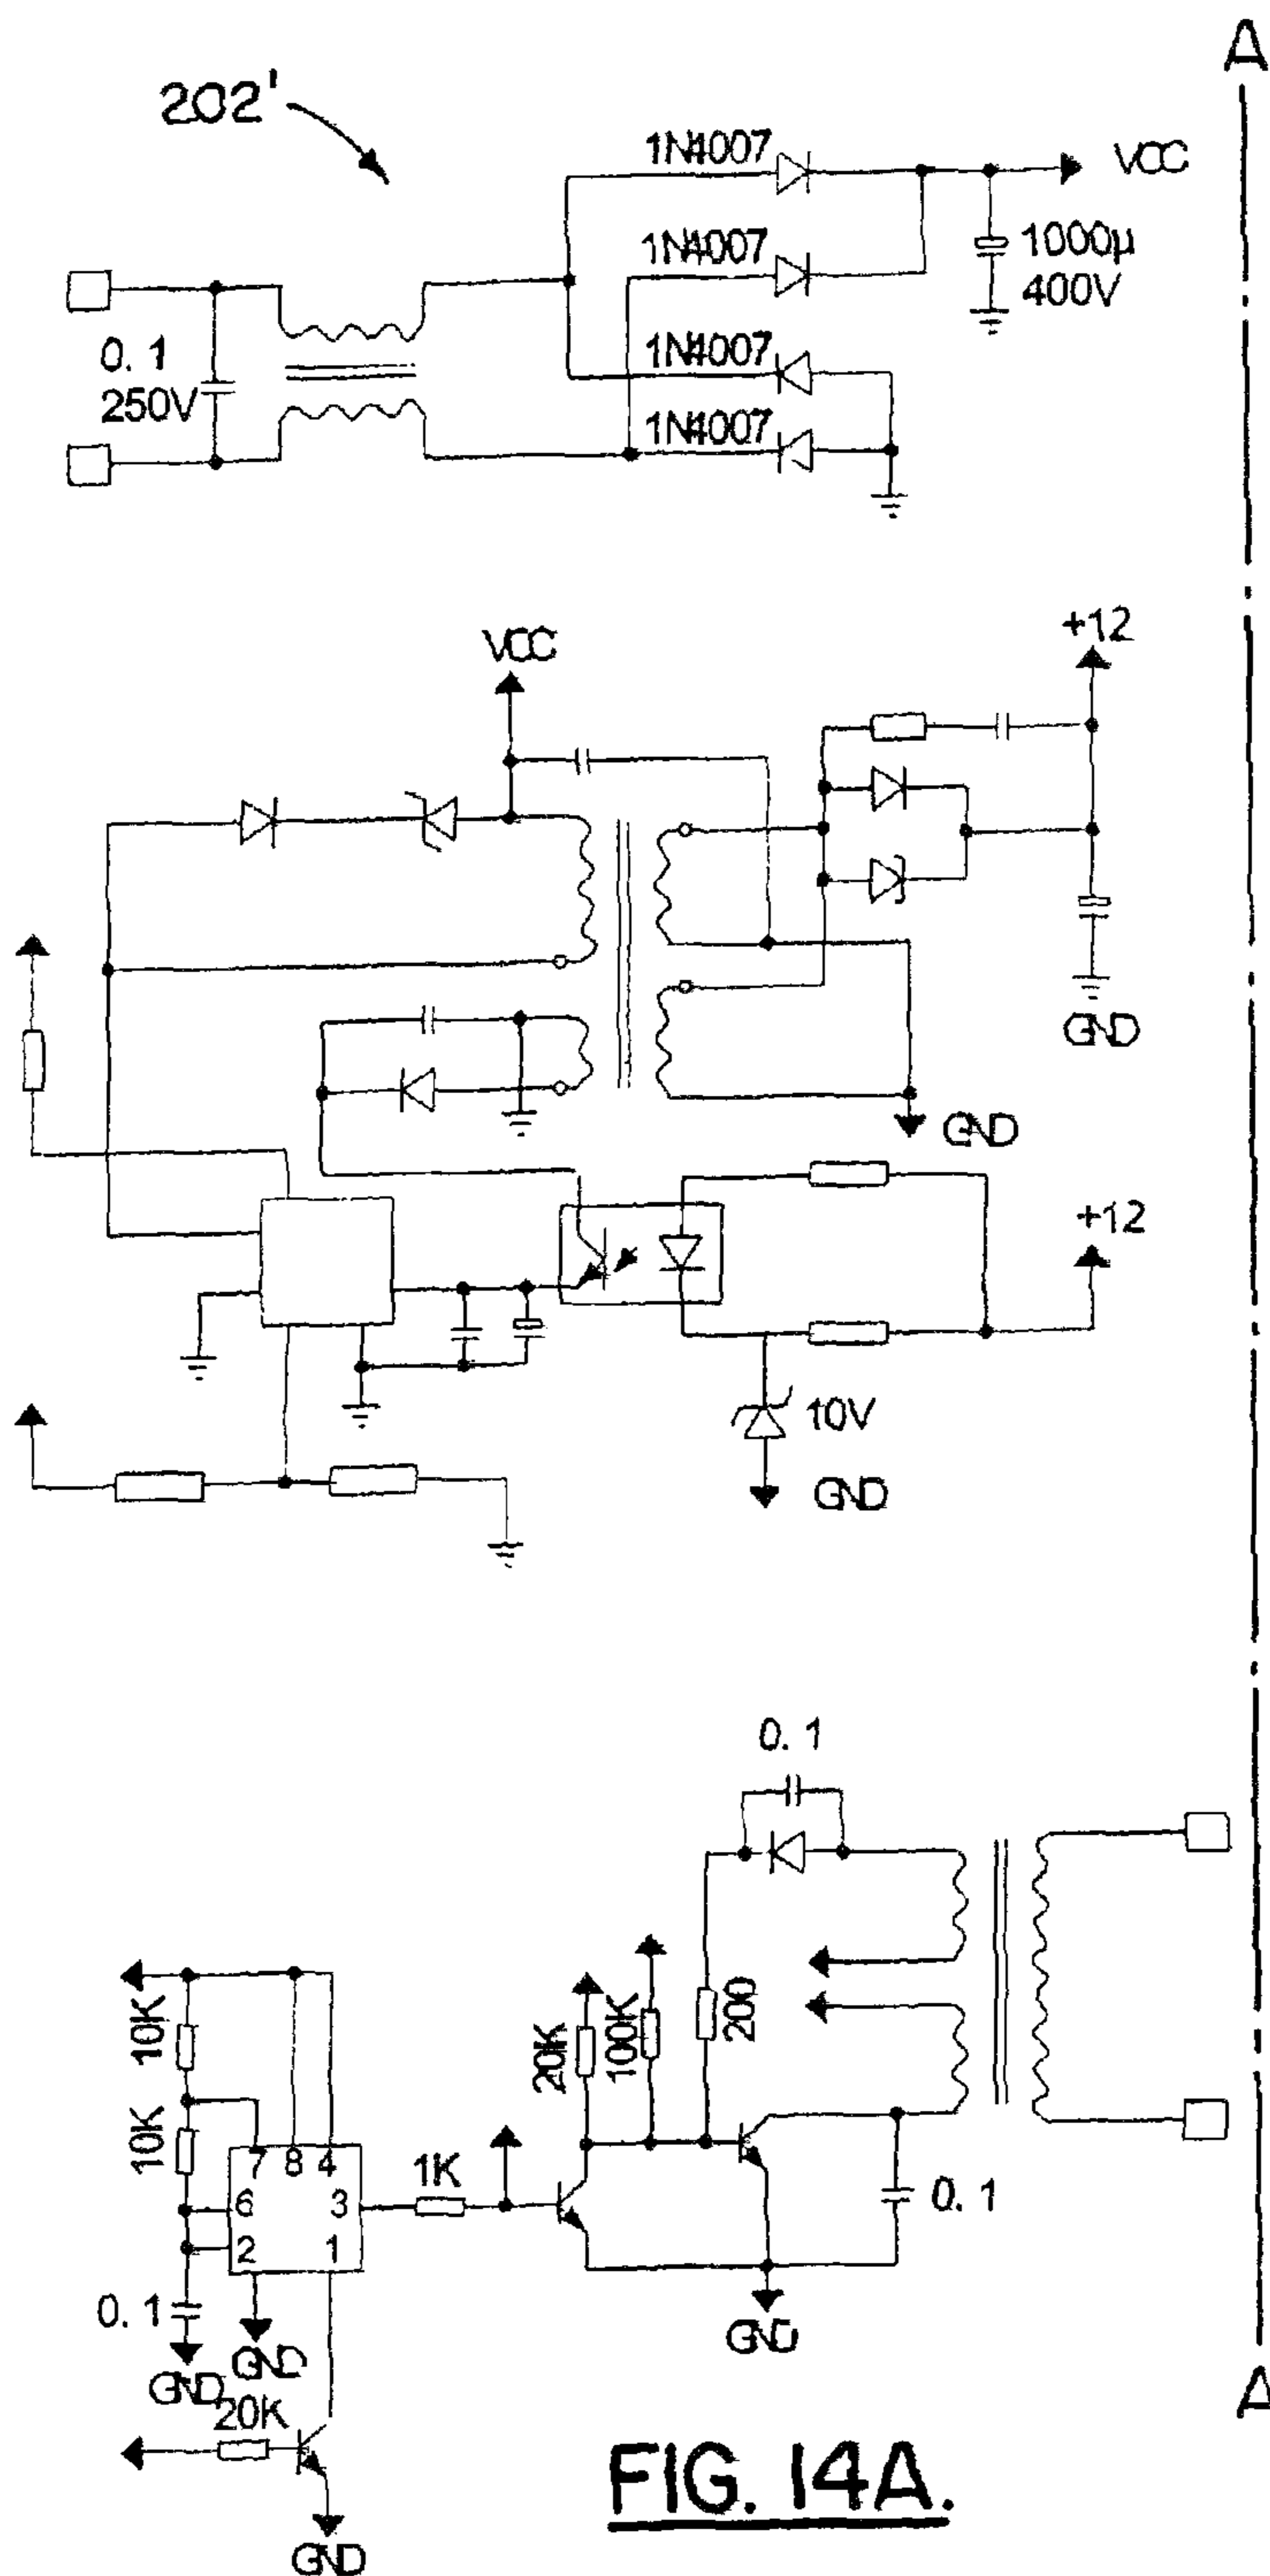 A
202'
1N4007
VCC
1N4007
1000µ
400V
0. 1
250V
1N4007
1N4007
+12
VCC
GND
GND
+12
10V
GND
0. 1
10K
20K
100K
200
10K
7 8 4
6 3
2 1
1K
0. 1
0. 1
GND
GND
GND
20K
GND
A
FIG. 14A.